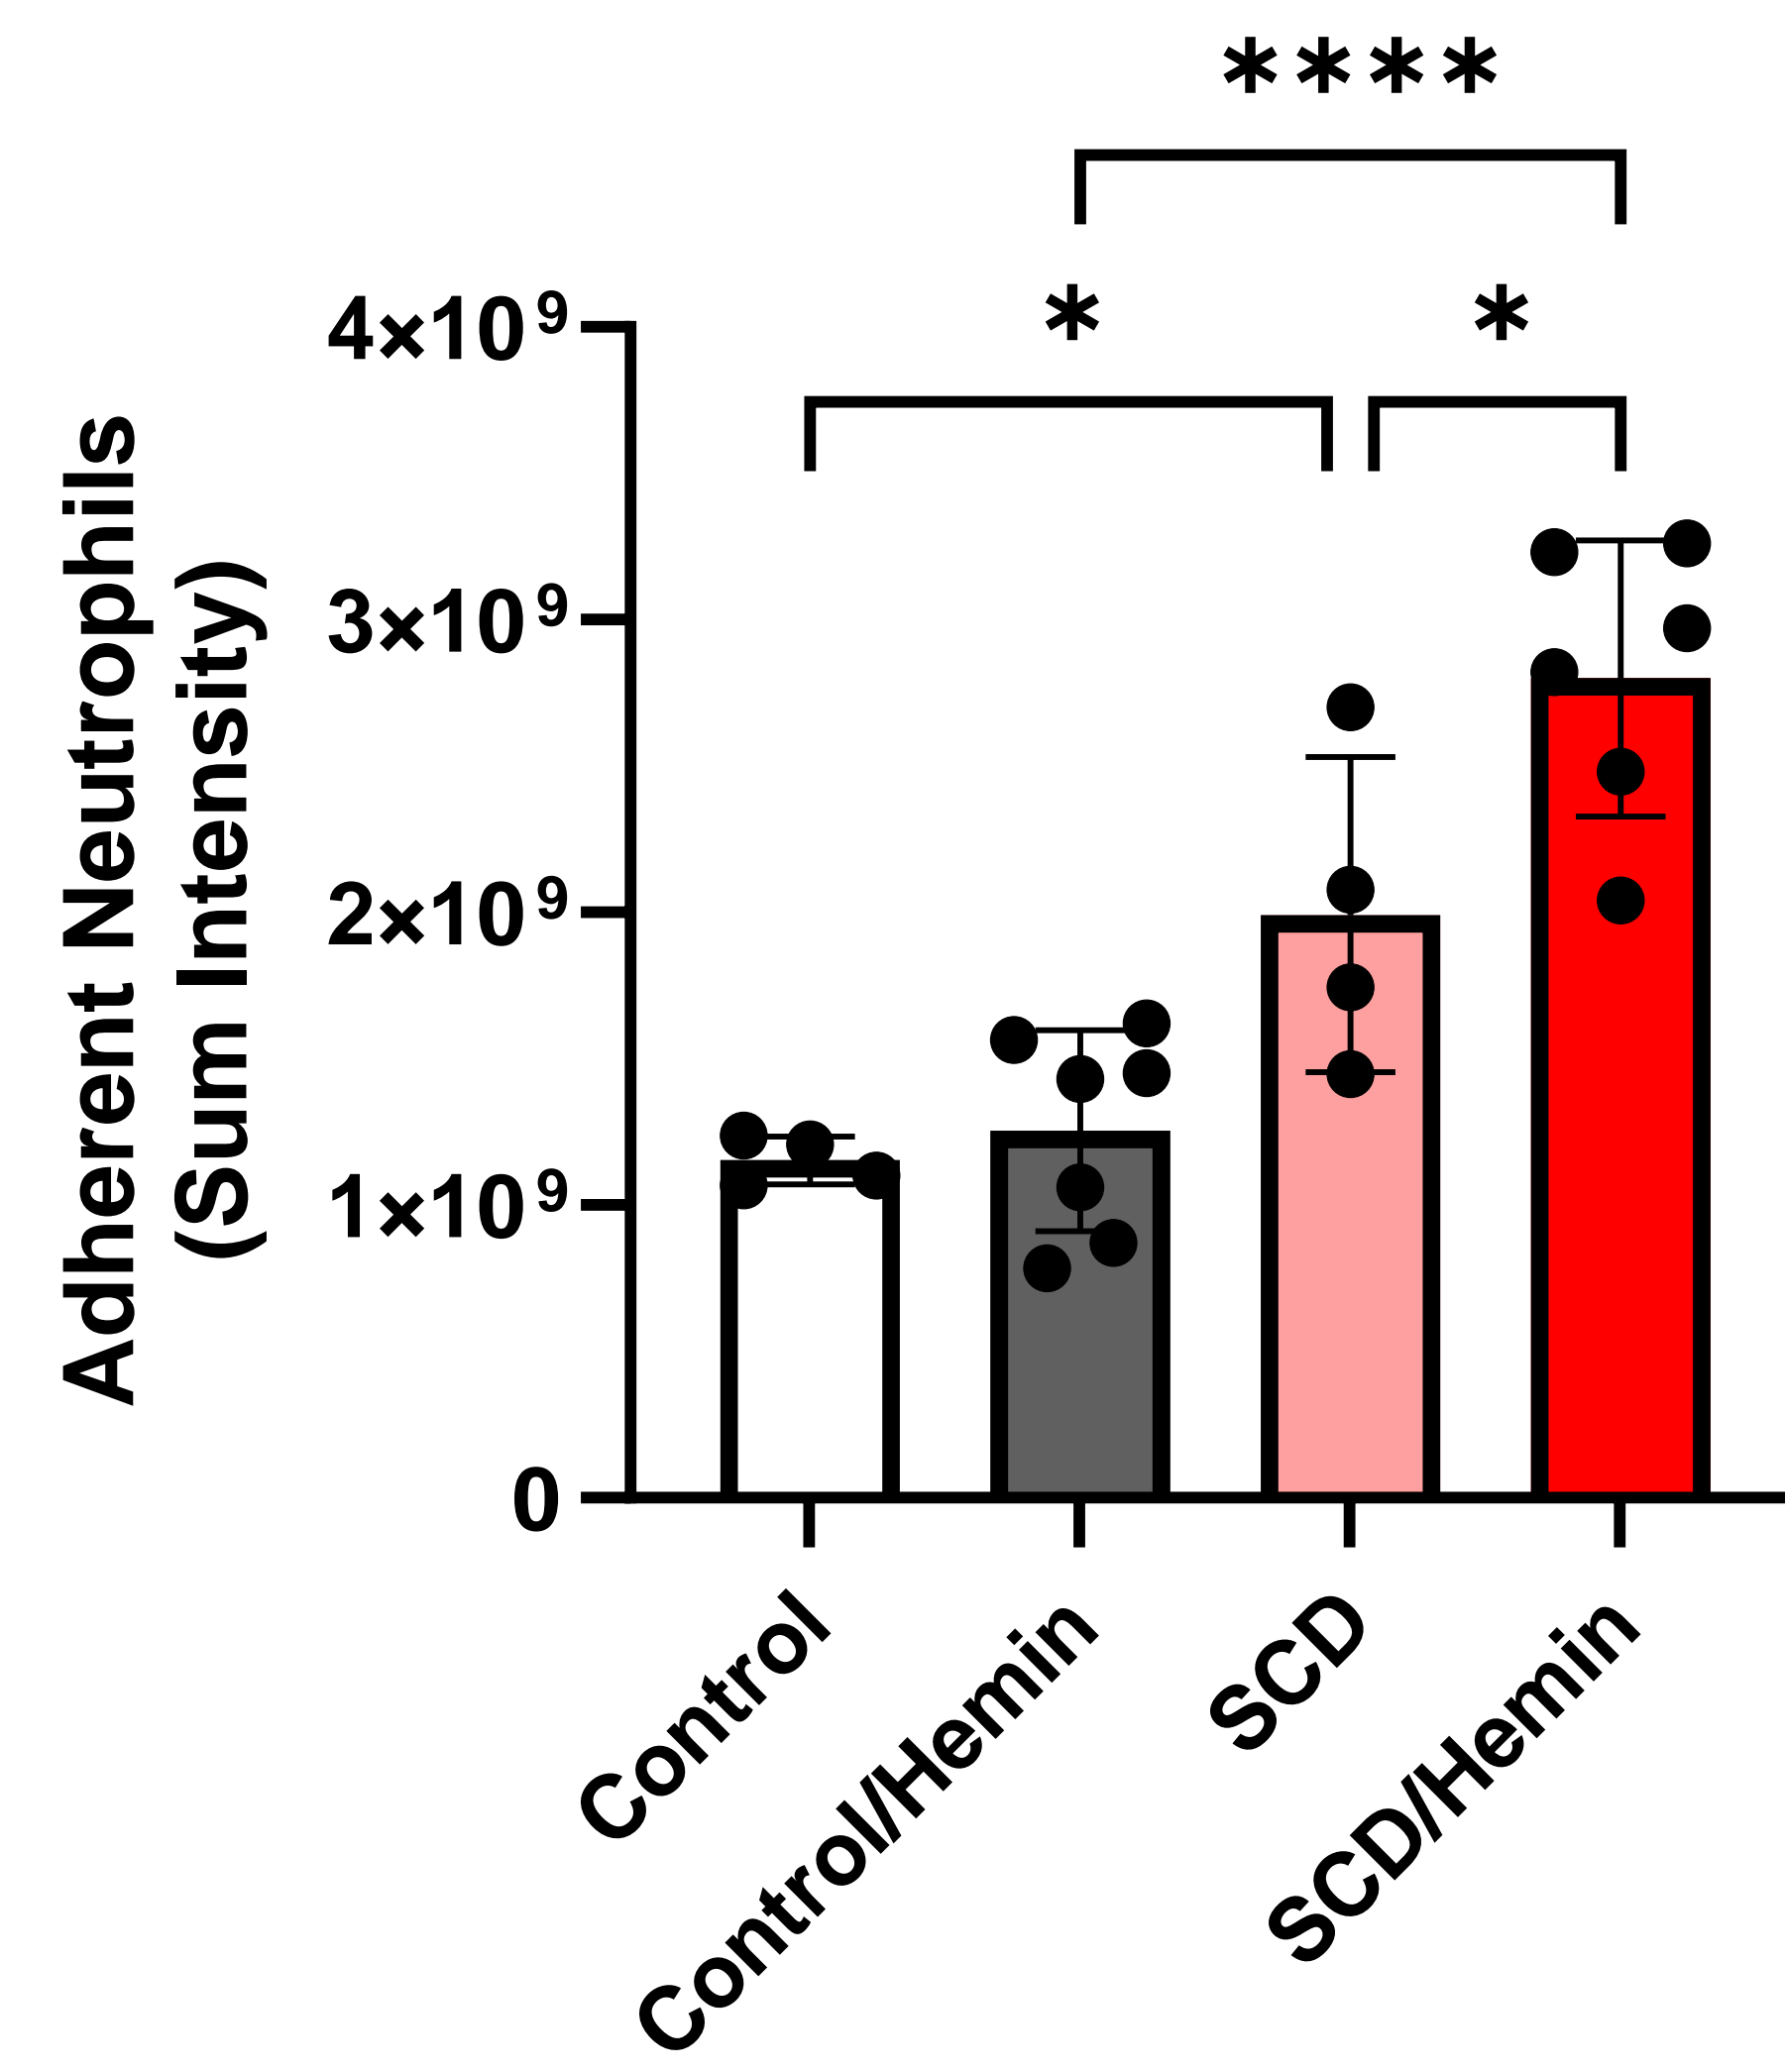 ****
* *
Adherent Neutrophils
(Sum Intensity)
4×10⁹
3×10⁹
2×10⁹
1×10⁹
0
Control
Control/Hemin
SCD
SCD/Hemin